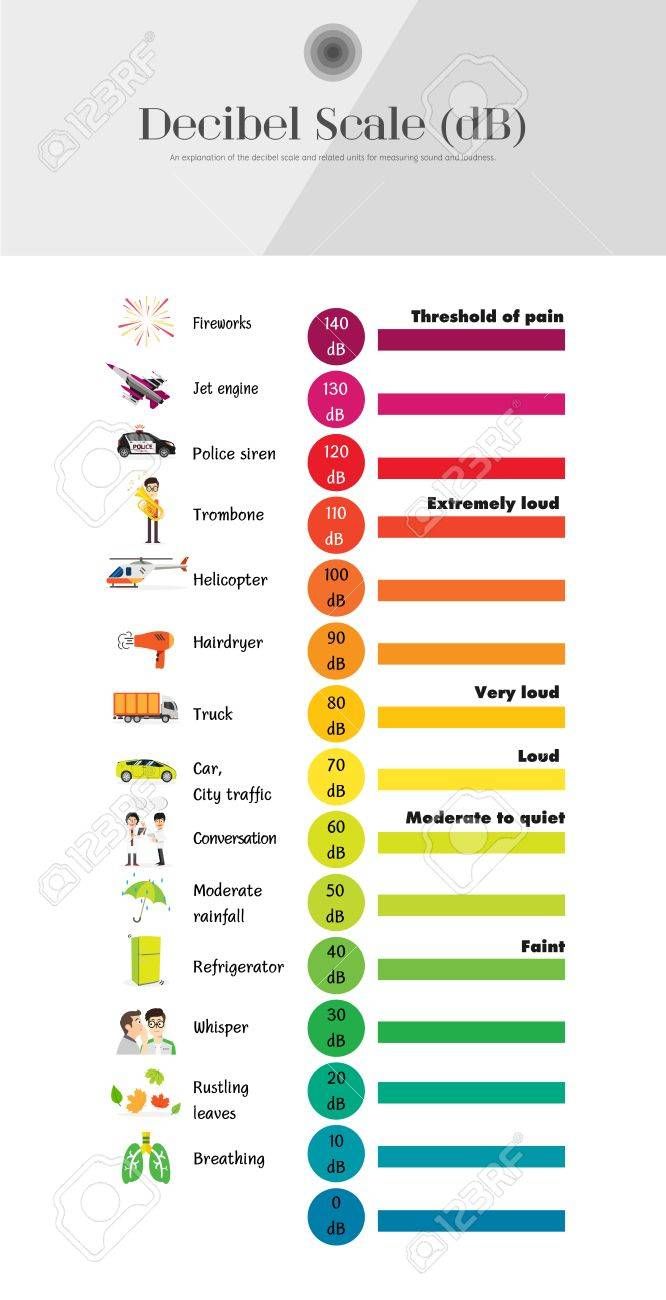 Decibel Scale (dB)
An explanation of the decibel scale and related units for measuring sound and loudness.
Fireworks
140
dB
Threshold of pain
Jet engine
130
dB
POLICE
Police siren
120
dB
Trombone
110
dB
Extremely loud
Helicopter
100
dB
Hairdryer
90
dB
Truck
80
dB
Very loud
Car,
City traffic
70
dB
Loud
Conversation
60
dB
Moderate to quiet
Moderate
rainfall
50
dB
Refrigerator
40
dB
Faint
Whisper
30
dB
Rustling
leaves
20
dB
Breathing
10
dB
0
dB
123RF
123RF
123RF
123RF
123RF
123RF